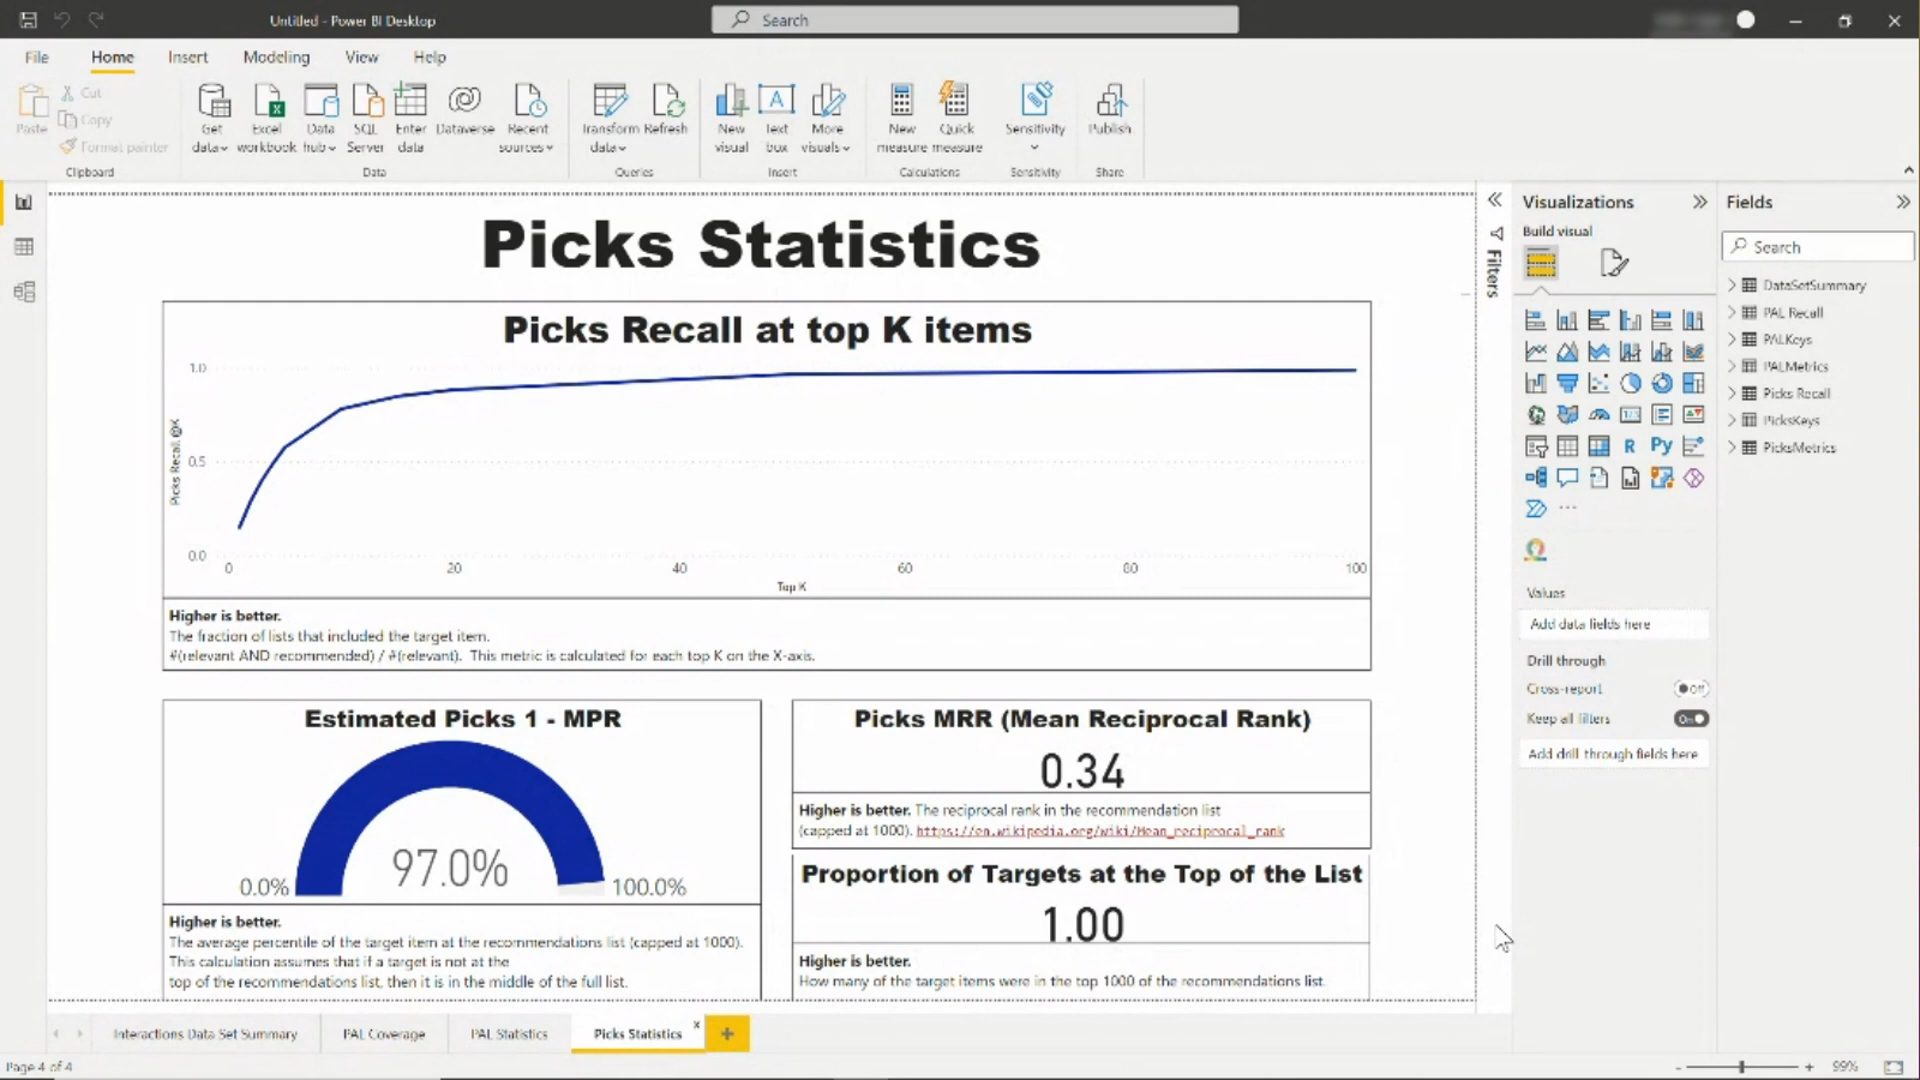 Untitled - Power BI Desktop
Search
File Home Insert Modeling View Help
Paste
Cut
Copy
Format painter
Clipboard
Get data
Excel workbook
Data hub
SQL Server
Enter data
Dataverse
Recent sources
Data
Transform data
Refresh
Queries
New visual
Text box
More visuals
Insert
New measure
Quick measure
Calculations
Sensitivity
Sensitivity
Publish
Share
Picks Statistics
Picks Recall at top K items
Picks Recall @K
1.0
0.5
0.0
0 20 40 60 80 100
Top K
Higher is better.
The fraction of lists that included the target item.
#(relevant AND recommended) / #(relevant). This metric is calculated for each top K on the X-axis.
Estimated Picks 1 - MPR
97.0%
0.0% 100.0%
Higher is better.
The average percentile of the target item at the recommendations list (capped at 1000).
This calculation assumes that if a target is not at the
top of the recommendations list, then it is in the middle of the full list.
Picks MRR (Mean Reciprocal Rank)
0.34
Higher is better. The reciprocal rank in the recommendation list
(capped at 1000). https://en.wikipedia.org/wiki/Mean_reciprocal_rank
Proportion of Targets at the Top of the List
1.00
Higher is better.
How many of the target items were in the top 1000 of the recommendations list.
Filters
Visualizations
Build visual
123
R
Py
Values
Add data fields here
Drill through
Cross-report
Off
Keep all filters
On
Add drill through fields here
Fields
Search
DataSetSummary
PAL Recall
PALKeys
PALMetrics
Picks Recall
PicksKeys
PicksMetrics
Interactions Data Set Summary
PAL Coverage
PAL Statistics
Picks Statistics
Page 4 of 4
99%